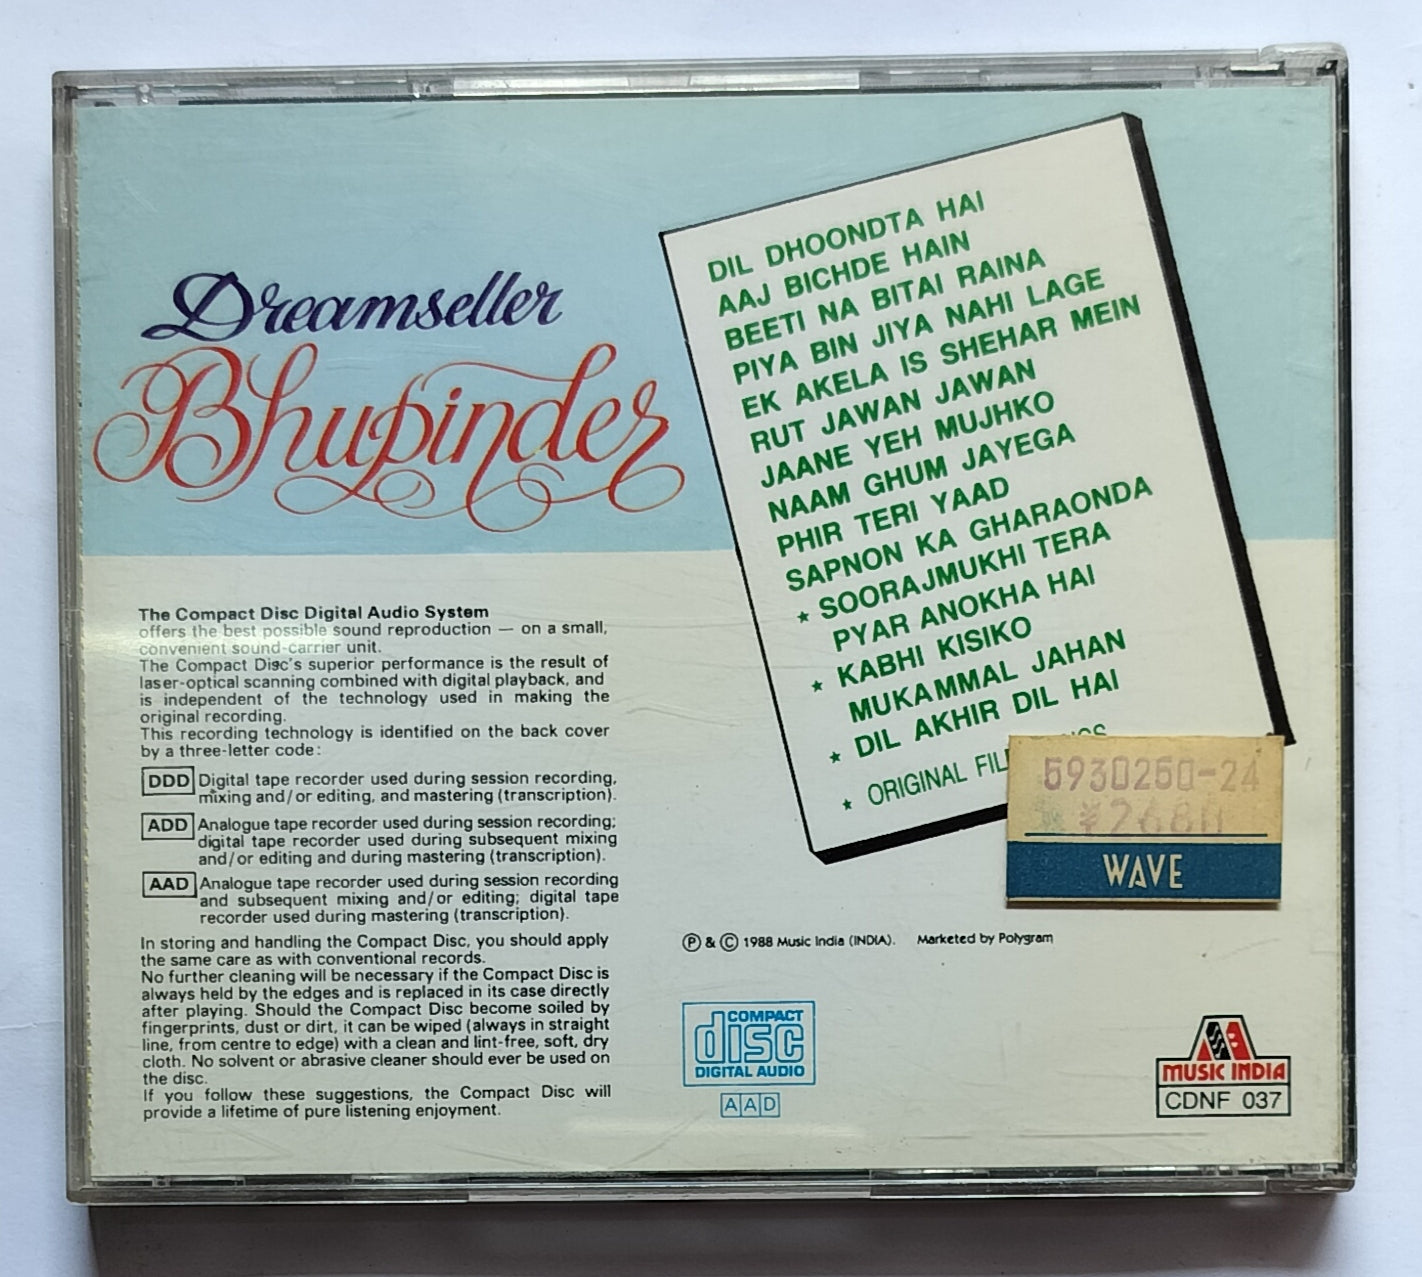 Dreamseller
Bhupinder
DIL DHOONDTA HAI
AAJ BICHDE HAIN
BEETI NA BITAI RAINA
PIYA BIN JIYA NAHI LAGE
EK AKELA IS SHEHAR MEIN
RUT JAWAN JAWAN
JAANE YEH MUJHKO
NAAM GHUM JAYEGA
PHIR TERI YAAD
SAPNON KA GHARAONDA
★ SOORAJMUKHI TERA
PYAR ANOKHA HAI
★ KABHI KISIKO
MUKAMMAL JAHAN
★ DIL AKHIR DIL HAI
★ ORIGINAL
5930250-24
WAVE
The Compact Disc Digital Audio System
offers the best possible sound reproduction — on a small,
convenient sound-carrier unit.
The Compact Disc's superior performance is the result of
laser-optical scanning combined with digital playback, and
is independent of the technology used in making the
original recording.
This recording technology is identified on the back cover
by a three-letter code:
DDD Digital tape recorder used during session recording,
mixing and/or editing, and mastering (transcription).
ADD Analogue tape recorder used during session recording;
digital tape recorder used during subsequent mixing
and/or editing and during mastering (transcription).
AAD Analogue tape recorder used during session recording
and subsequent mixing and/or editing; digital tape
recorder used during mastering (transcription).
In storing and handling the Compact Disc, you should apply
the same care as with conventional records.
No further cleaning will be necessary if the Compact Disc is
always held by the edges and is replaced in its case directly
after playing. Should the Compact Disc become soiled by
fingerprints, dust or dirt, it can be wiped (always in straight
line, from centre to edge) with a clean and lint-free, soft, dry
cloth. No solvent or abrasive cleaner should ever be used on
the disc.
If you follow these suggestions, the Compact Disc will
provide a lifetime of pure listening enjoyment.
Ⓟ & Ⓒ 1988 Music India (INDIA). Marketed by Polygram
COMPACT
disc
DIGITAL AUDIO
AAD
MUSIC INDIA
CDNF 037